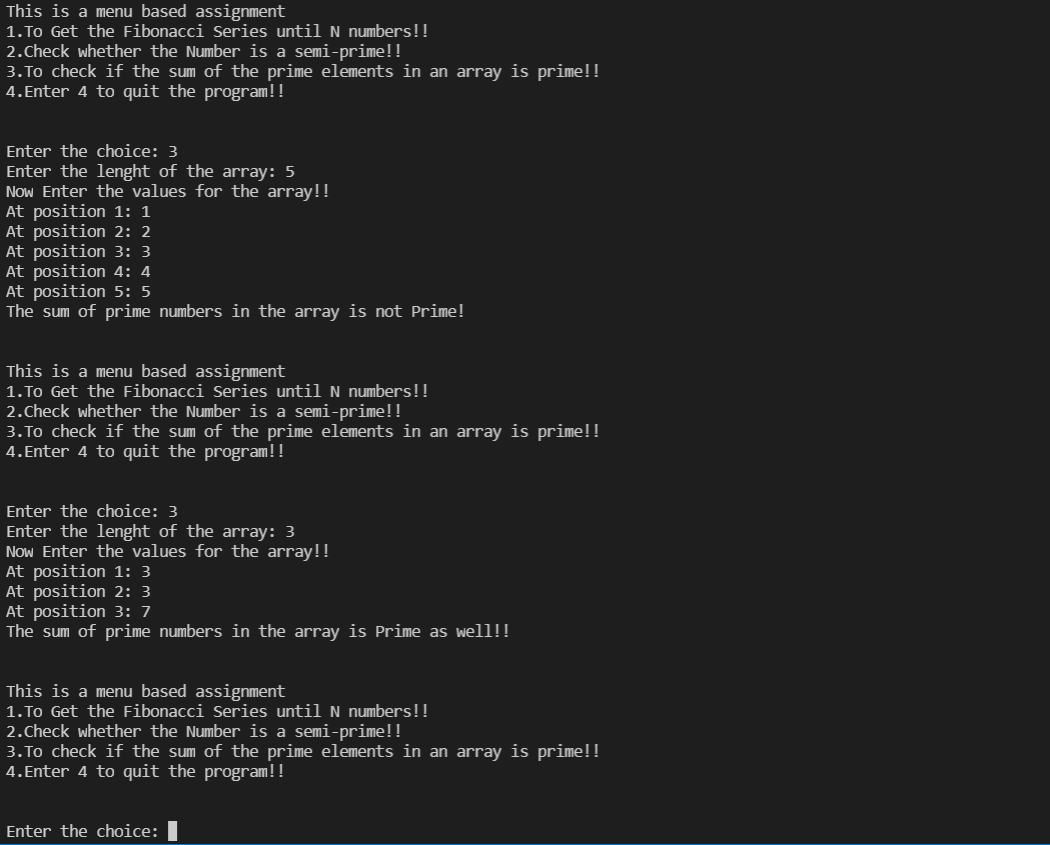 This is a menu based assignment
1.To Get the Fibonacci Series until N numbers!!
2.Check whether the Number is a semi-prime!!
3.To check if the sum of the prime elements in an array is prime!!
4.Enter 4 to quit the program!!
Enter the choice: 3
Enter the lenght of the array: 5
Now Enter the values for the array!!
At position 1: 1
At position 2: 2
At position 3: 3
At position 4: 4
At position 5: 5
The sum of prime numbers in the array is not Prime!
This is a menu based assignment
1.To Get the Fibonacci Series until N numbers!!
2.Check whether the Number is a semi-prime!!
3.To check if the sum of the prime elements in an array is prime!!
4.Enter 4 to quit the program!!
Enter the choice: 3
Enter the lenght of the array: 3
Now Enter the values for the array!!
At position 1: 3
At position 2: 3
At position 3: 7
The sum of prime numbers in the array is Prime as well!!
This is a menu based assignment
1.To Get the Fibonacci Series until N numbers!!
2.Check whether the Number is a semi-prime!!
3.To check if the sum of the prime elements in an array is prime!!
4.Enter 4 to quit the program!!
Enter the choice: